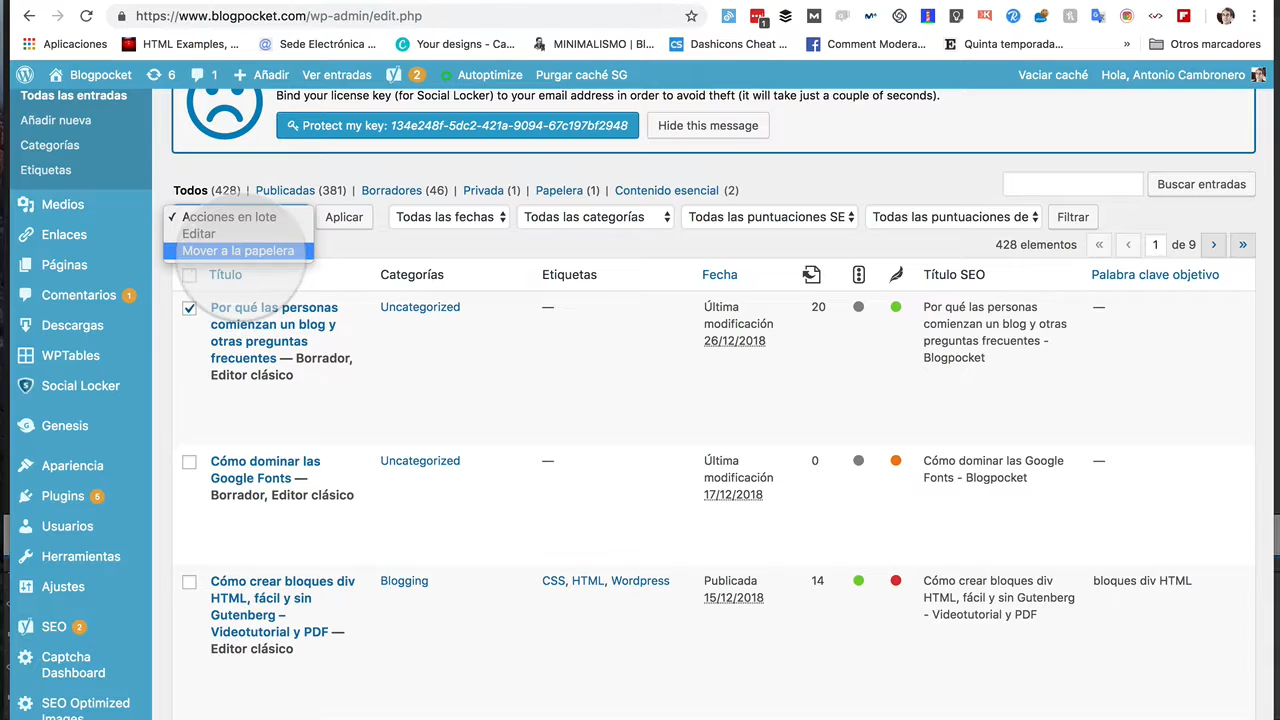 https://www.blogpocket.com/wp-admin/edit.php
Aplicaciones
HTML Examples, ...
Sede Electrónica ...
Your designs - Ca...
MINIMALISMO | Bl...
Dashicons Cheat ...
Comment Modera...
Quinta temporada...
»
Otros marcadores
Blogpocket
6
1
Añadir
Ver entradas
2
Autoptimize
Purgar caché SG
Vaciar caché
Hola, Antonio Cambronero
Todas las entradas
Añadir nueva
Categorías
Etiquetas
Medios
Enlaces
Páginas
Comentarios 1
Descargas
WPTables
Social Locker
Genesis
Apariencia
Plugins 5
Usuarios
Herramientas
Ajustes
SEO 2
Captcha
Dashboard
SEO Optimized
Images
Bind your license key (for Social Locker) to your email address in order to avoid theft (it will take just a couple of seconds).
Protect my key: 134e248f-5dc2-421a-9094-67c197bf2948
Hide this message
Todos (428) | Publicadas (381) | Borradores (46) | Privada (1) | Papelera (1) | Contenido esencial (2)
Buscar entradas
✓ Acciones en lote
Editar
Mover a la papelera
Aplicar
Todas las fechas
Todas las categorías
Todas las puntuaciones SE
Todas las puntuaciones de
Filtrar
428 elementos « ‹ 1 de 9 › »
Título
Categorías
Etiquetas
Fecha
Título SEO
Palabra clave objetivo
Por qué las personas
comienzan un blog y
otras preguntas
frecuentes — Borrador,
Editor clásico
Uncategorized
—
Última
modificación
26/12/2018
20
Por qué las personas
comienzan un blog y otras
preguntas frecuentes -
Blogpocket
—
Cómo dominar las
Google Fonts —
Borrador, Editor clásico
Uncategorized
—
Última
modificación
17/12/2018
0
Cómo dominar las Google
Fonts - Blogpocket
—
Cómo crear bloques div
HTML, fácil y sin
Gutenberg –
Videotutorial y PDF —
Editor clásico
Blogging
CSS, HTML, Wordpress
Publicada
15/12/2018
14
Cómo crear bloques div
HTML, fácil y sin Gutenberg
- Videotutorial y PDF
bloques div HTML